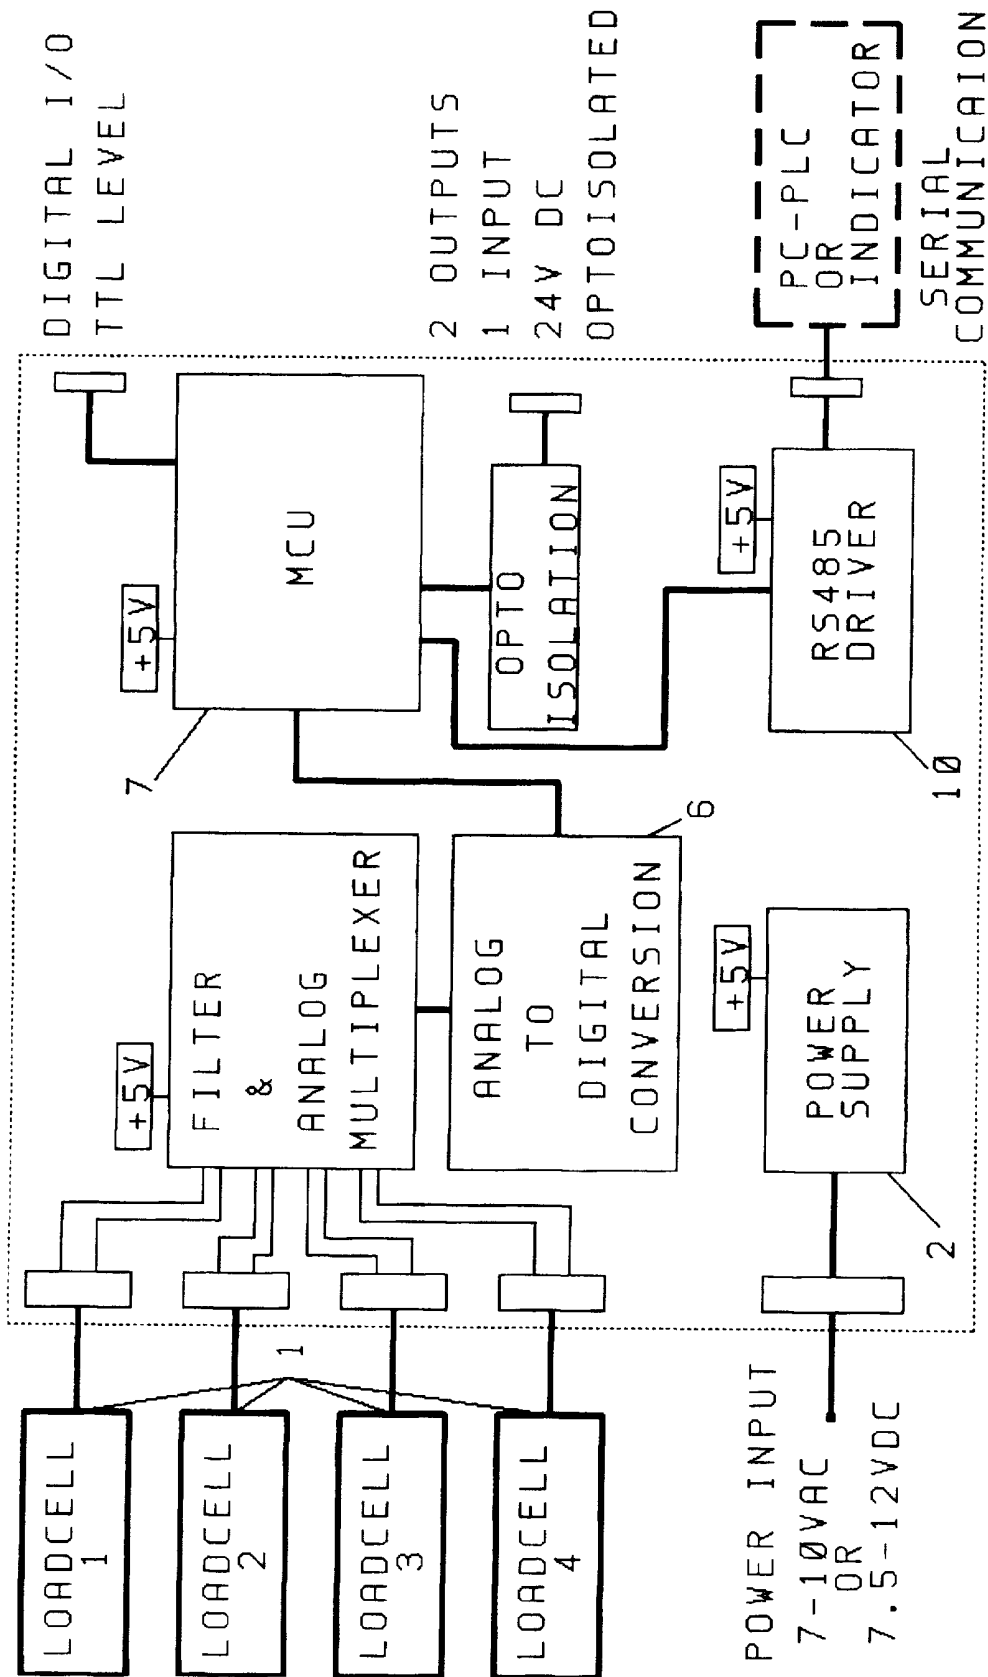 LOADCELL
1
LOADCELL
2
LOADCELL
3
LOADCELL
4
1
POWER INPUT
7-10VAC
OR
7.5-12VDC
+5V
FILTER
&
ANALOG
MULTIPLEXER
ANALOG
TO
DIGITAL
CONVERSION
6
+5V
POWER
SUPPLY
2
7
+5V
MCU
OPTO
ISOLATION
+5V
RS485
DRIVER
10
DIGITAL I/O
TTL LEVEL
2 OUTPUTS
1 INPUT
24V DC
OPTOISOLATED
PC-PLC
OR
INDICATOR
SERIAL
COMMUNICAION